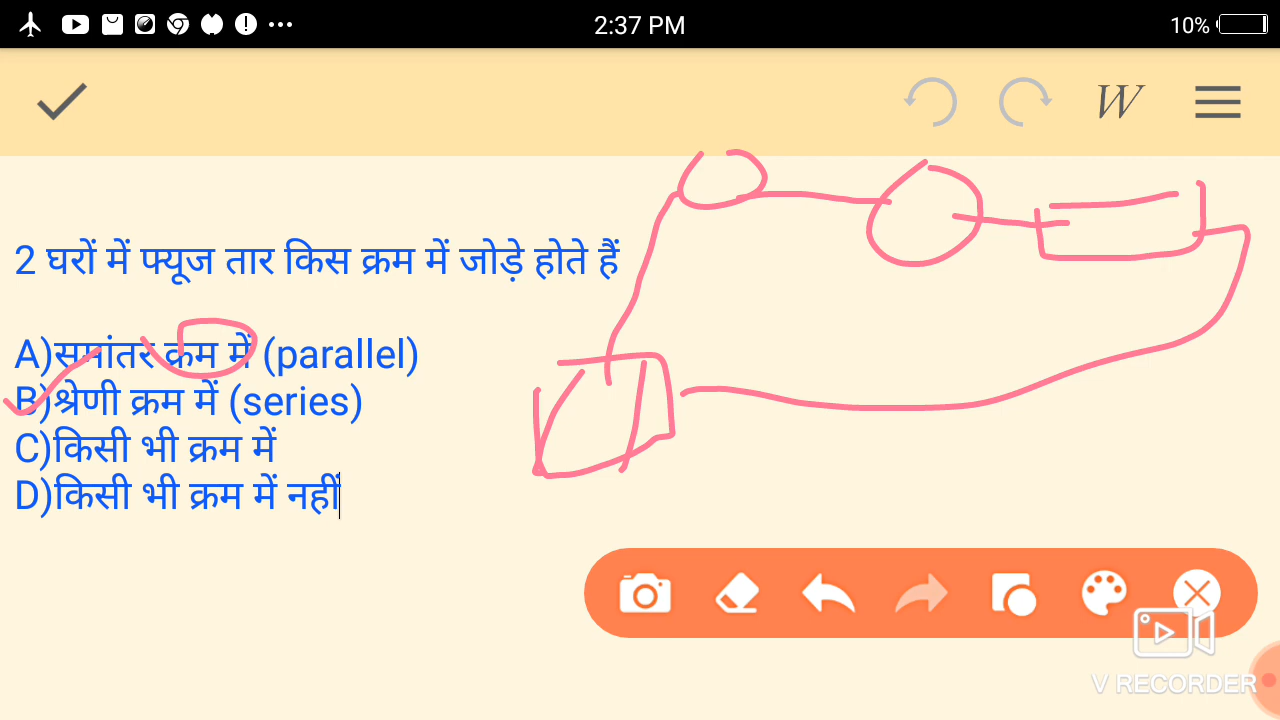 2:37 PM
10%
W
2 घरों में फ्यूज तार किस क्रम में जोड़े होते हैं
A)समांतर क्रम में (parallel)
B)श्रेणी क्रम में (series)
C)किसी भी क्रम में
D)किसी भी क्रम में नहीं
V RECORDER